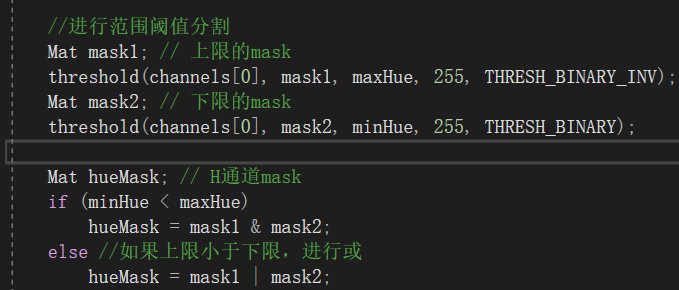 //进行范围阈值分割
Mat mask1; // 上限的mask
threshold(channels[0], mask1, maxHue, 255, THRESH_BINARY_INV);
Mat mask2; // 下限的mask
threshold(channels[0], mask2, minHue, 255, THRESH_BINARY);
Mat hueMask; // H通道mask
if (minHue < maxHue)
hueMask = mask1 & mask2;
else //如果上限小于下限，进行或
hueMask = mask1 | mask2;